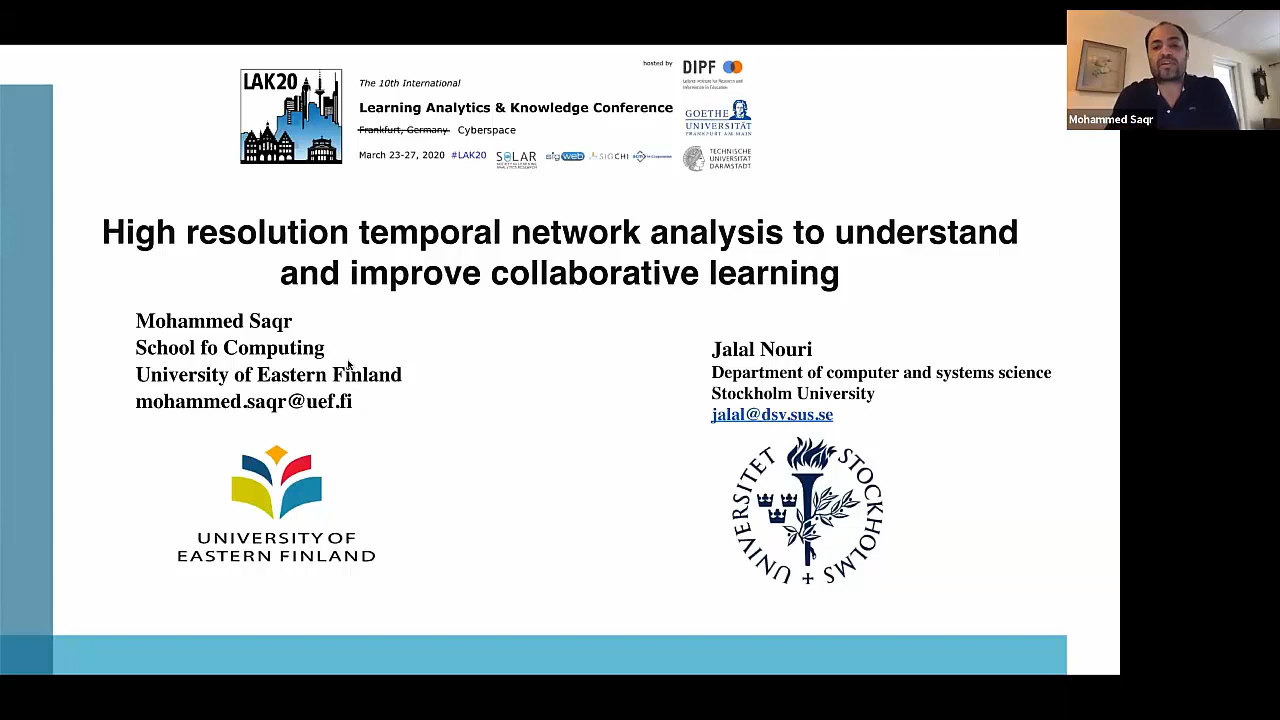 LAK20
The 10th International
Learning Analytics & Knowledge Conference
Frankfurt, Germany Cyberspace
March 23-27, 2020 #LAK20
SOLAR
SIGCHI
hosted by
DIPF
GOETHE
UNIVERSITÄT
FRANKFURT AM MAIN
TECHNISCHE
UNIVERSITÄT
DARMSTADT
Mohammed Saqr
High resolution temporal network analysis to understand
and improve collaborative learning
Mohammed Saqr
School fo Computing
University of Eastern Finland
mohammed.saqr@uef.fi
Jalal Nouri
Department of computer and systems science
Stockholm University
jalal@dsv.sus.se
UNIVERSITY OF
EASTERN FINLAND
STOCKHOLMS
UNIVERSITET